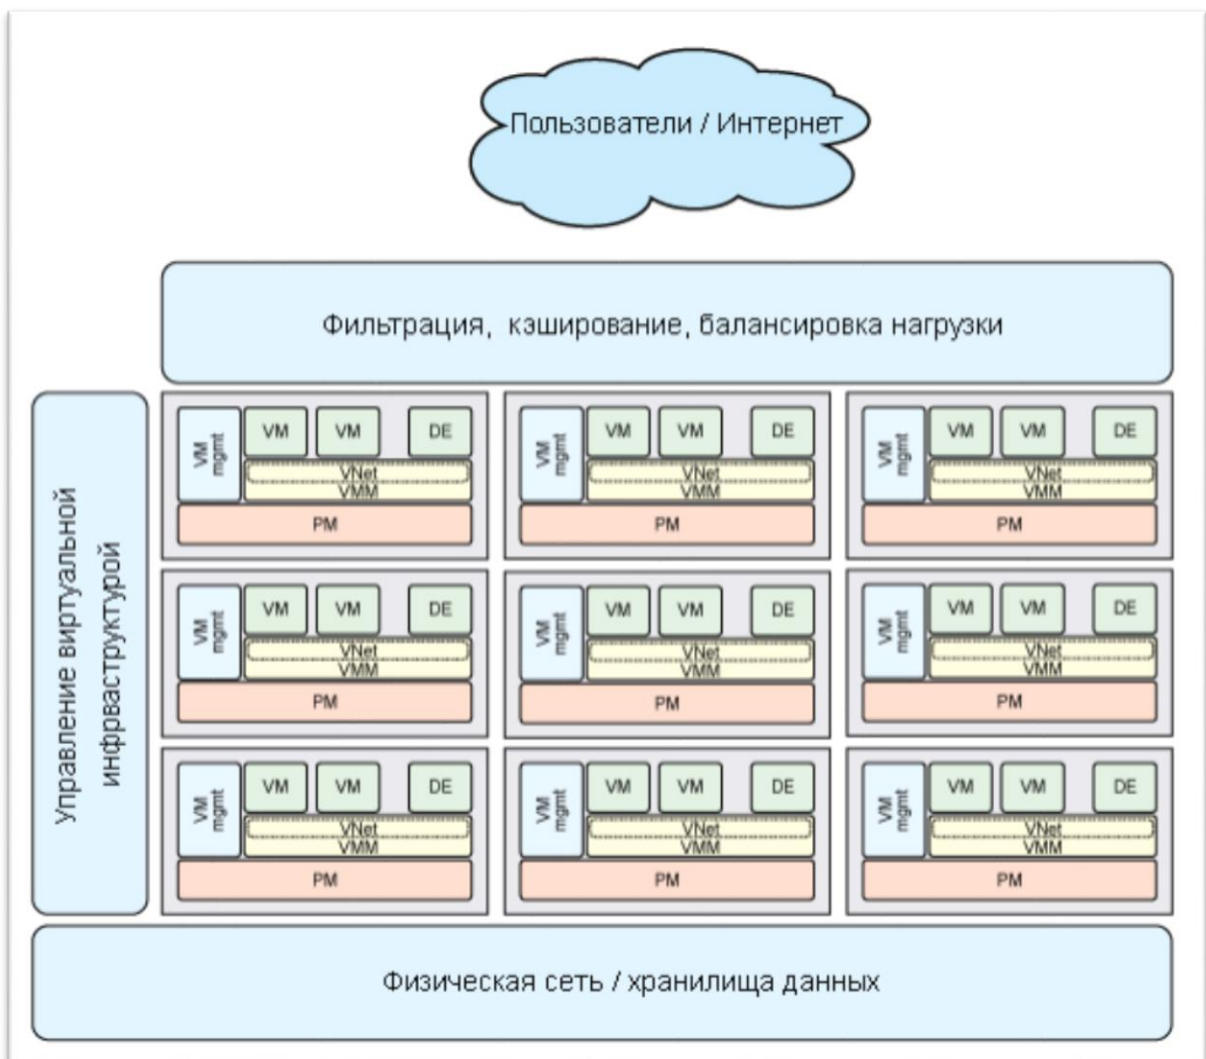 Пользователи / Интернет
Фильтрация, кэширование, балансировка нагрузки
Управление виртуальной
инфрваструктурой
VM
mgmt
VM
VM
DE
VNet
VMM
PM
VM
mgmt
VM
VM
DE
VNet
VMM
PM
VM
mgmt
VM
VM
DE
VNet
VMM
PM
VM
mgmt
VM
VM
DE
VNet
VMM
PM
VM
mgmt
VM
VM
DE
VNet
VMM
PM
VM
mgmt
VM
VM
DE
VNet
VMM
PM
VM
mgmt
VM
VM
DE
VNet
VMM
PM
VM
mgmt
VM
VM
DE
VNet
VMM
PM
VM
mgmt
VM
VM
DE
VNet
VMM
PM
Физическая сеть / хранилища данных